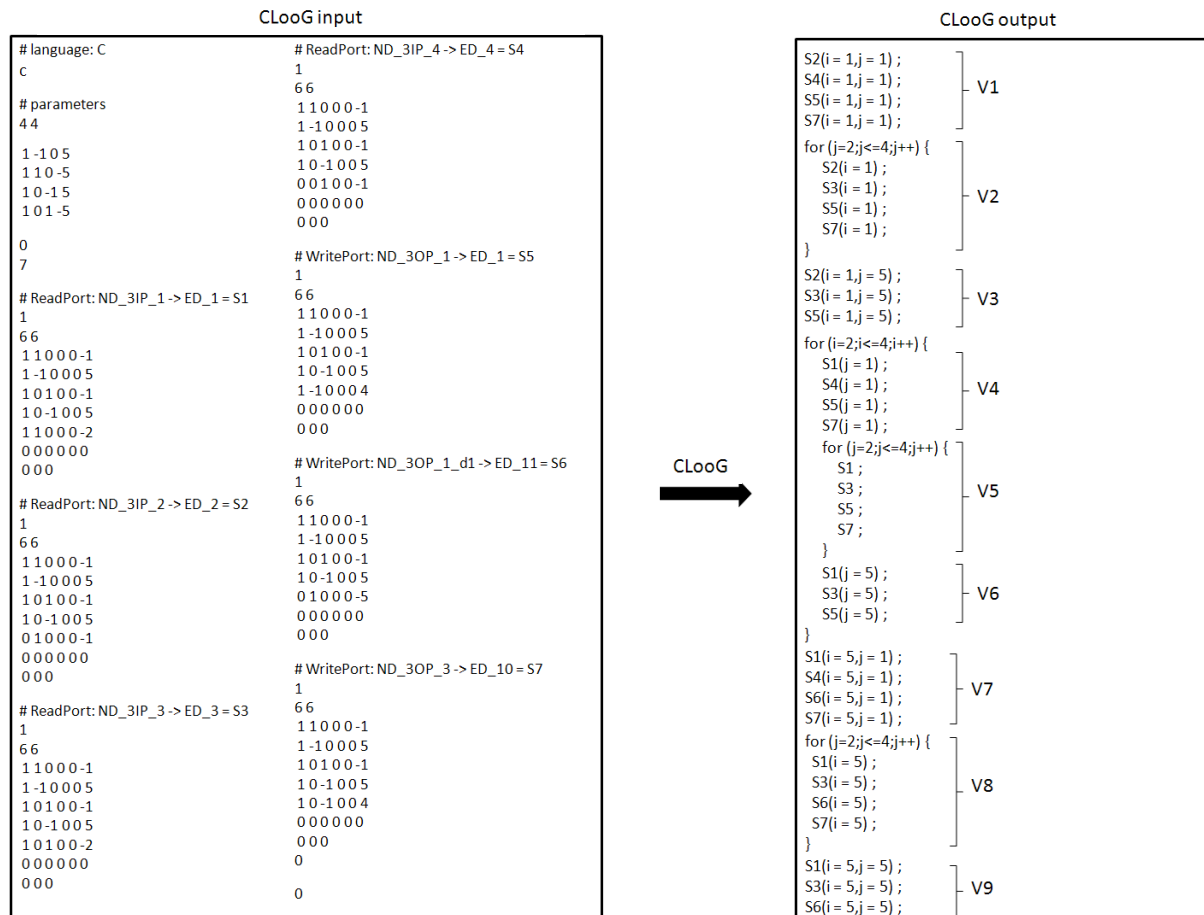 CLooG input
# language: C
c
# parameters
4 4
1 -1 0 5
1 1 0 -5
1 0 -1 5
1 0 1 -5
0
7
# ReadPort: ND_3IP_1 -> ED_1 = S1
1
6 6
1 1 0 0 0 -1
1 -1 0 0 0 5
1 0 1 0 0 -1
1 0 -1 0 0 5
1 1 0 0 0 -2
0 0 0 0 0 0
0 0 0
# ReadPort: ND_3IP_2 -> ED_2 = S2
1
6 6
1 1 0 0 0 -1
1 -1 0 0 0 5
1 0 1 0 0 -1
1 0 -1 0 0 5
0 1 0 0 0 -1
0 0 0 0 0 0
0 0 0
# ReadPort: ND_3IP_3 -> ED_3 = S3
1
6 6
1 1 0 0 0 -1
1 -1 0 0 0 5
1 0 1 0 0 -1
1 0 -1 0 0 5
1 0 1 0 0 -2
0 0 0 0 0 0
0 0 0
# ReadPort: ND_3IP_4 -> ED_4 = S4
1
6 6
1 1 0 0 0 -1
1 -1 0 0 0 5
1 0 1 0 0 -1
1 0 -1 0 0 5
0 0 1 0 0 -1
0 0 0 0 0 0
0 0 0
# WritePort: ND_3OP_1 -> ED_1 = S5
1
6 6
1 1 0 0 0 -1
1 -1 0 0 0 5
1 0 1 0 0 -1
1 0 -1 0 0 5
1 -1 0 0 0 4
0 0 0 0 0 0
0 0 0
# WritePort: ND_3OP_1_d1 -> ED_11 = S6
1
6 6
1 1 0 0 0 -1
1 -1 0 0 0 5
1 0 1 0 0 -1
1 0 -1 0 0 5
0 1 0 0 0 -5
0 0 0 0 0 0
0 0 0
# WritePort: ND_3OP_3 -> ED_10 = S7
1
6 6
1 1 0 0 0 -1
1 -1 0 0 0 5
1 0 1 0 0 -1
1 0 -1 0 0 5
1 0 -1 0 0 4
0 0 0 0 0 0
0 0 0
0
0
CLooG
CLooG output
S2(i = 1,j = 1) ;
S4(i = 1,j = 1) ;
S5(i = 1,j = 1) ;
S7(i = 1,j = 1) ;
V1
for (j=2;j<=4;j++) {
S2(i = 1) ;
S3(i = 1) ;
S5(i = 1) ;
S7(i = 1) ;
}
V2
S2(i = 1,j = 5) ;
S3(i = 1,j = 5) ;
S5(i = 1,j = 5) ;
V3
for (i=2;i<=4;i++) {
S1(j = 1) ;
S4(j = 1) ;
S5(j = 1) ;
S7(j = 1) ;
V4
for (j=2;j<=4;j++) {
S1 ;
S3 ;
S5 ;
S7 ;
}
V5
S1(j = 5) ;
S3(j = 5) ;
S5(j = 5) ;
V6
}
S1(i = 5,j = 1) ;
S4(i = 5,j = 1) ;
S6(i = 5,j = 1) ;
S7(i = 5,j = 1) ;
V7
for (j=2;j<=4;j++) {
S1(i = 5) ;
S3(i = 5) ;
S6(i = 5) ;
S7(i = 5) ;
}
V8
S1(i = 5,j = 5) ;
S3(i = 5,j = 5) ;
S6(i = 5,j = 5) ;
V9